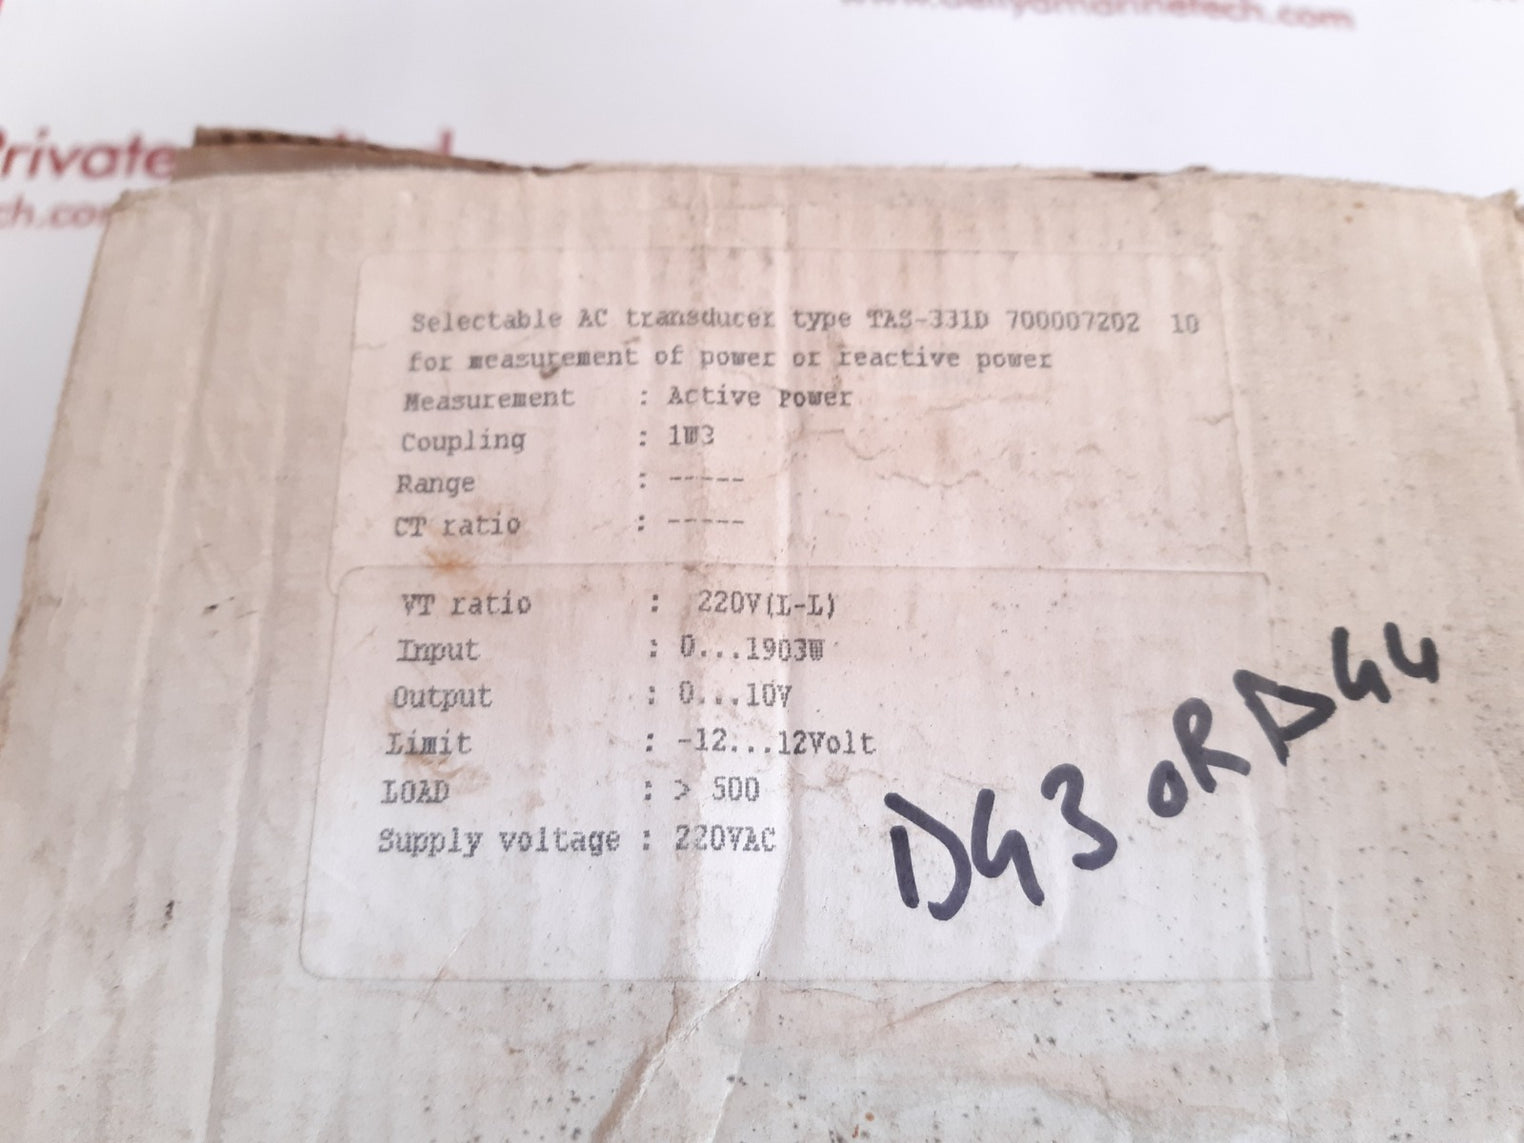 Private
Selectable AC transducer type TAS-331D 700007202 10
for measurement of power or reactive power
Measurement : Active Power
Coupling : 1W3
Range : -----
CT ratio : -----
VT ratio : 220V(L-L)
Input : 0...1903W
Output : 0...10V
Limit : -12...12Volt
LOAD : > 500
Supply voltage : 220VAC
DG3 OR DG4